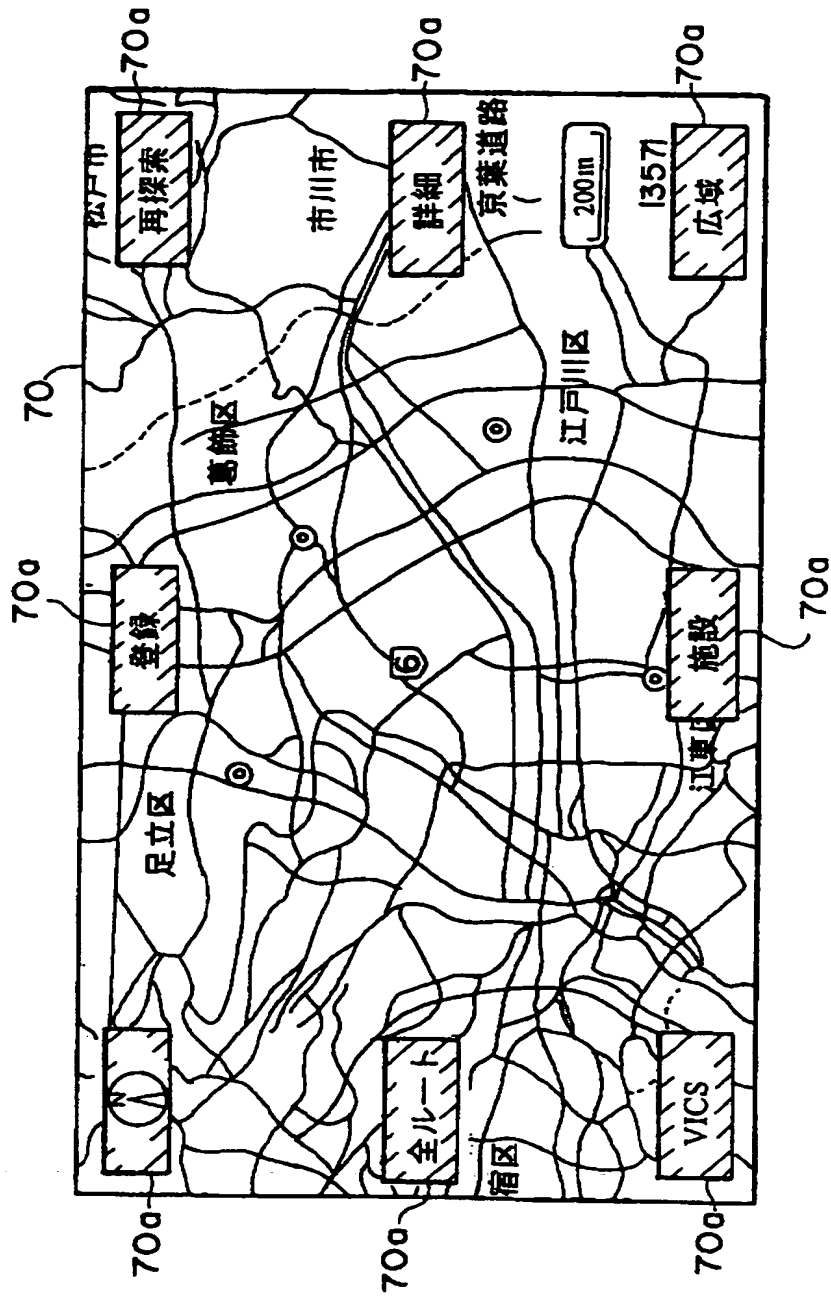 70a
70
松戸市
70a
N
登録
再探索
70a
足立区
葛飾区
市川市
70a
6
70a
全ルート
詳細
70a
宿区
京葉道路
江戸川区
200m
13571
70a
VICS
施設
広域
70a
江東区
70a